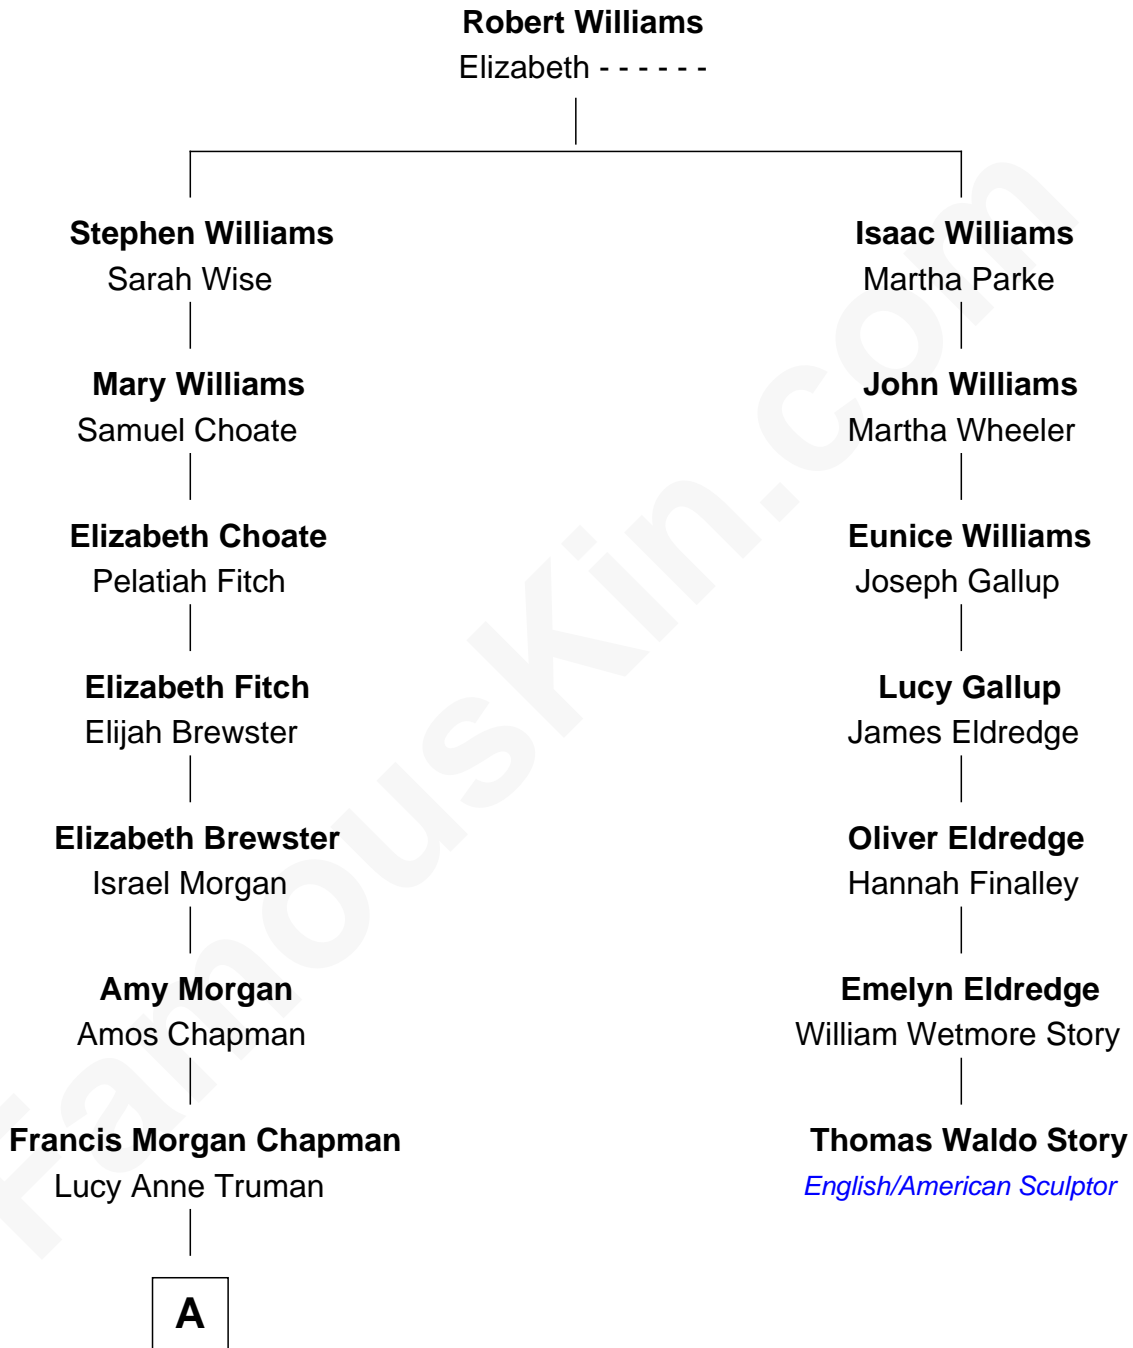 Robert Williams
Elizabeth - - - - - -
Stephen Williams
Sarah Wise
Mary Williams
Samuel Choate
Elizabeth Choate
Pelatiah Fitch
Elizabeth Fitch
Elijah Brewster
Elizabeth Brewster
Israel Morgan
Amy Morgan
Amos Chapman
Francis Morgan Chapman
Lucy Anne Truman
A
Isaac Williams
Martha Parke
John Williams
Martha Wheeler
Eunice Williams
Joseph Gallup
Lucy Gallup
James Eldredge
Oliver Eldredge
Hannah Finalley
Emelyn Eldredge
William Wetmore Story
Thomas Waldo Story
English/American Sculptor
FamousKin.com